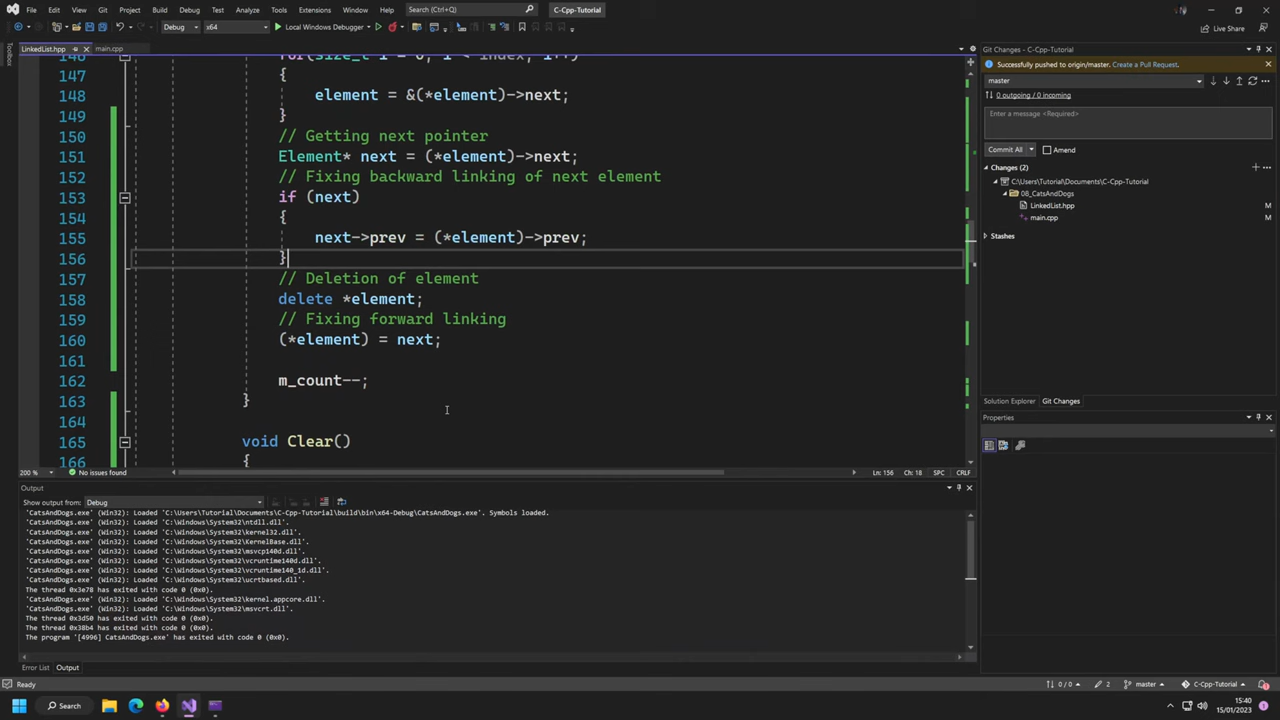 File Edit View Git Project Build Debug Test Analyze Tools Extensions Window Help Search (Ctrl+Q) C-Cpp-Tutorial
Debug x64 Local Windows Debugger Live Share
LinkedList.hpp main.cpp
146 for(size_t i = 0; i < index; i++)
147 {
148 element = &(*element)->next;
149 }
150 // Getting next pointer
151 Element* next = (*element)->next;
152 // Fixing backward linking of next element
153 if (next)
154 {
155 next->prev = (*element)->prev;
156 }
157 // Deletion of element
158 delete *element;
159 // Fixing forward linking
160 (*element) = next;
161
162 m_count--;
163 }
164
165 void Clear()
166 {
200 % No issues found Ln: 156 Ch: 18 SPC CRLF
Toolbox
Output
Show output from: Debug
'CatsAndDogs.exe' (Win32): Loaded 'C:\Users\Tutorial\Documents\C-Cpp-Tutorial\build\bin\x64-Debug\CatsAndDogs.exe'. Symbols loaded.
'CatsAndDogs.exe' (Win32): Loaded 'C:\Windows\System32\ntdll.dll'.
'CatsAndDogs.exe' (Win32): Loaded 'C:\Windows\System32\kernel32.dll'.
'CatsAndDogs.exe' (Win32): Loaded 'C:\Windows\System32\KernelBase.dll'.
'CatsAndDogs.exe' (Win32): Loaded 'C:\Windows\System32\msvcp140d.dll'.
'CatsAndDogs.exe' (Win32): Loaded 'C:\Windows\System32\vcruntime140d.dll'.
'CatsAndDogs.exe' (Win32): Loaded 'C:\Windows\System32\vcruntime140_1d.dll'.
'CatsAndDogs.exe' (Win32): Loaded 'C:\Windows\System32\ucrtbased.dll'.
The thread 0x3e78 has exited with code 0 (0x0).
'CatsAndDogs.exe' (Win32): Loaded 'C:\Windows\System32\kernel.appcore.dll'.
'CatsAndDogs.exe' (Win32): Loaded 'C:\Windows\System32\msvcrt.dll'.
The thread 0x3d50 has exited with code 0 (0x0).
The thread 0x38b4 has exited with code 0 (0x0).
The program '[4996] CatsAndDogs.exe' has exited with code 0 (0x0).
Error List Output
Git Changes - C-Cpp-Tutorial
Successfully pushed to origin/master. Create a Pull Request.
master
0 outgoing / 0 incoming
Enter a message <Required>
Commit All Amend
Changes (2)
C:\Users\Tutorial\Documents\C-Cpp-Tutorial
08_CatsAndDogs
LinkedList.hpp
main.cpp
Stashes
Solution Explorer Git Changes
Properties
Ready 0 / 0 2 master C-Cpp-Tutorial
Search 15:40
15/01/2023